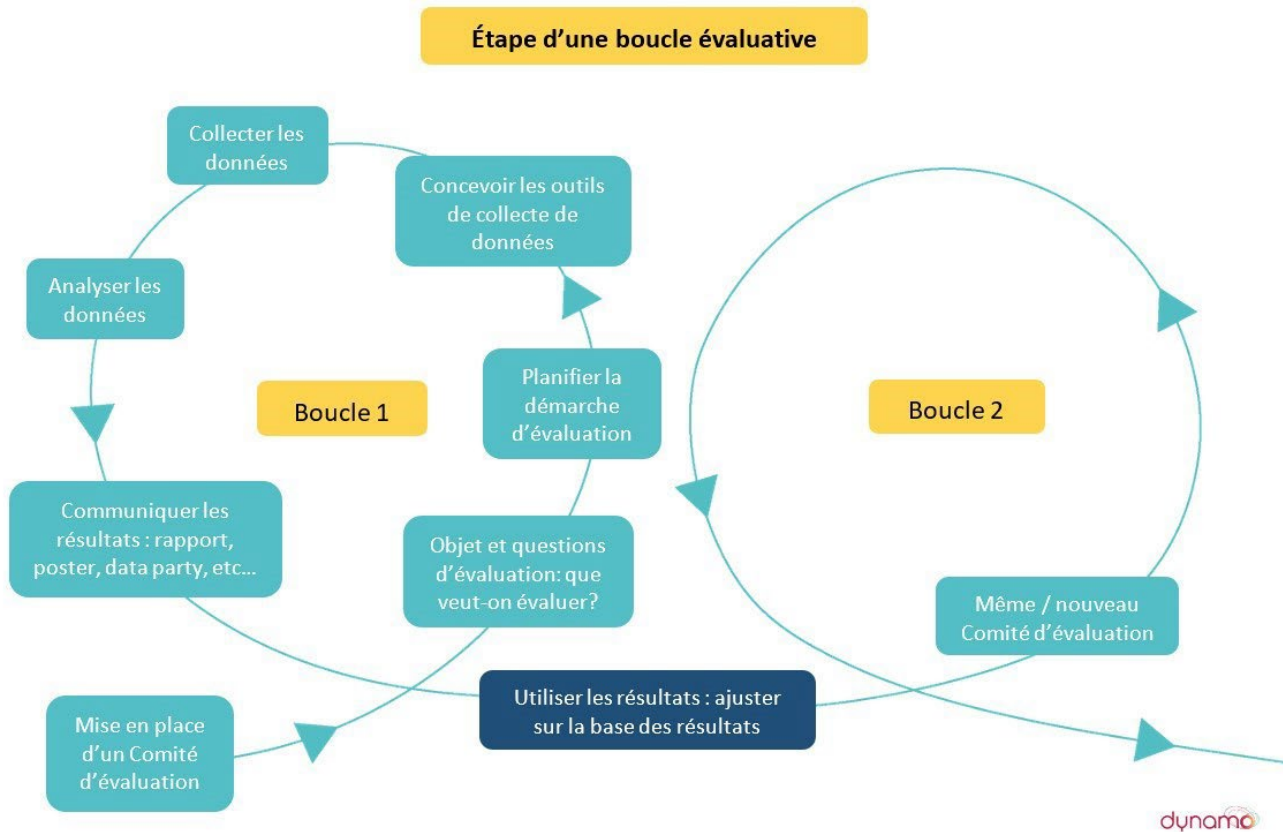 Étape d’une boucle évaluative
Collecter les
données
Concevoir les outils
de collecte de
données
Analyser les
données
Planifier la
démarche
d’évaluation
Boucle 1
Boucle 2
Communiquer les
résultats : rapport,
poster, data party, etc…
Objet et questions
d’évaluation: que
veut-on évaluer?
Même / nouveau
Comité d’évaluation
Utiliser les résultats : ajuster
sur la base des résultats
Mise en place
d’un Comité
d’évaluation
dynamo